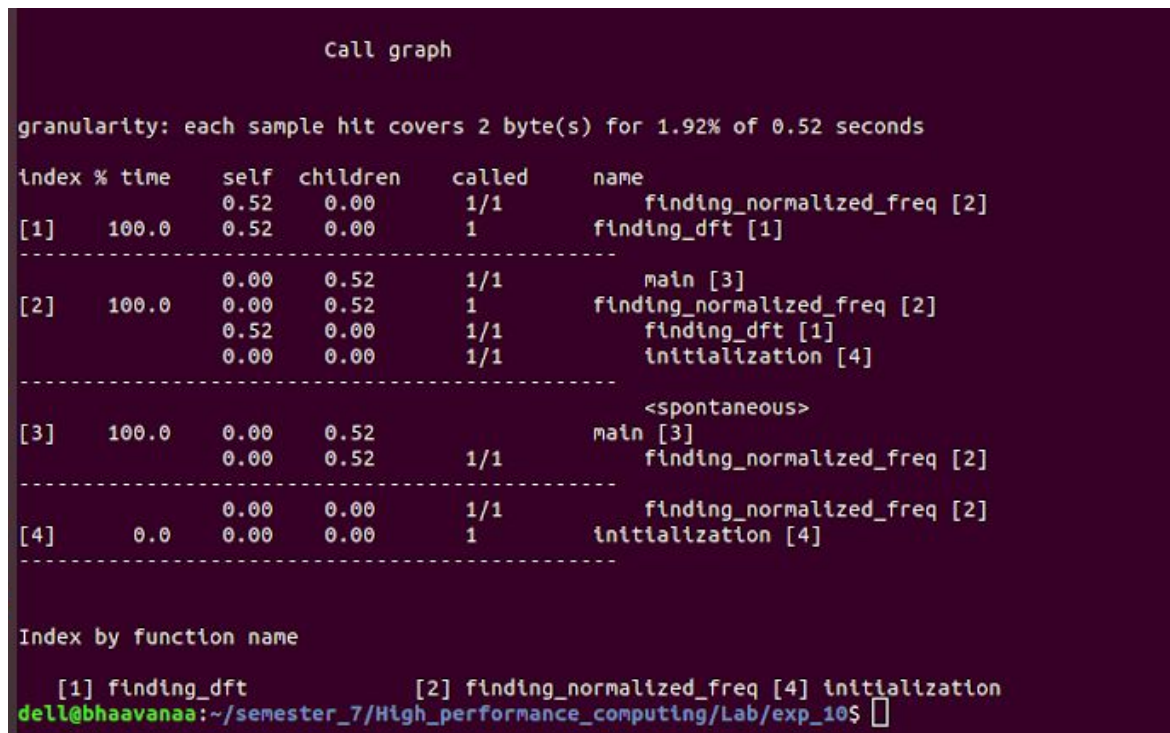 Call graph
granularity: each sample hit covers 2 byte(s) for 1.92% of 0.52 seconds
index % time    self  children    called     name
                0.52    0.00       1/1           finding_normalized_freq [2]
[1]    100.0    0.52    0.00       1         finding_dft [1]
-----------------------------------------------
                0.00    0.52       1/1           main [3]
[2]    100.0    0.00    0.52       1         finding_normalized_freq [2]
                0.52    0.00       1/1           finding_dft [1]
                0.00    0.00       1/1           initialization [4]
-----------------------------------------------
                                                 <spontaneous>
[3]    100.0    0.00    0.52                 main [3]
                0.00    0.52       1/1           finding_normalized_freq [2]
-----------------------------------------------
                0.00    0.00       1/1           finding_normalized_freq [2]
[4]      0.0    0.00    0.00       1         initialization [4]
-----------------------------------------------
Index by function name
[1] finding_dft             [2] finding_normalized_freq [4] initialization
dell@bhaavanaa:~/semester_7/High_performance_computing/Lab/exp_10$